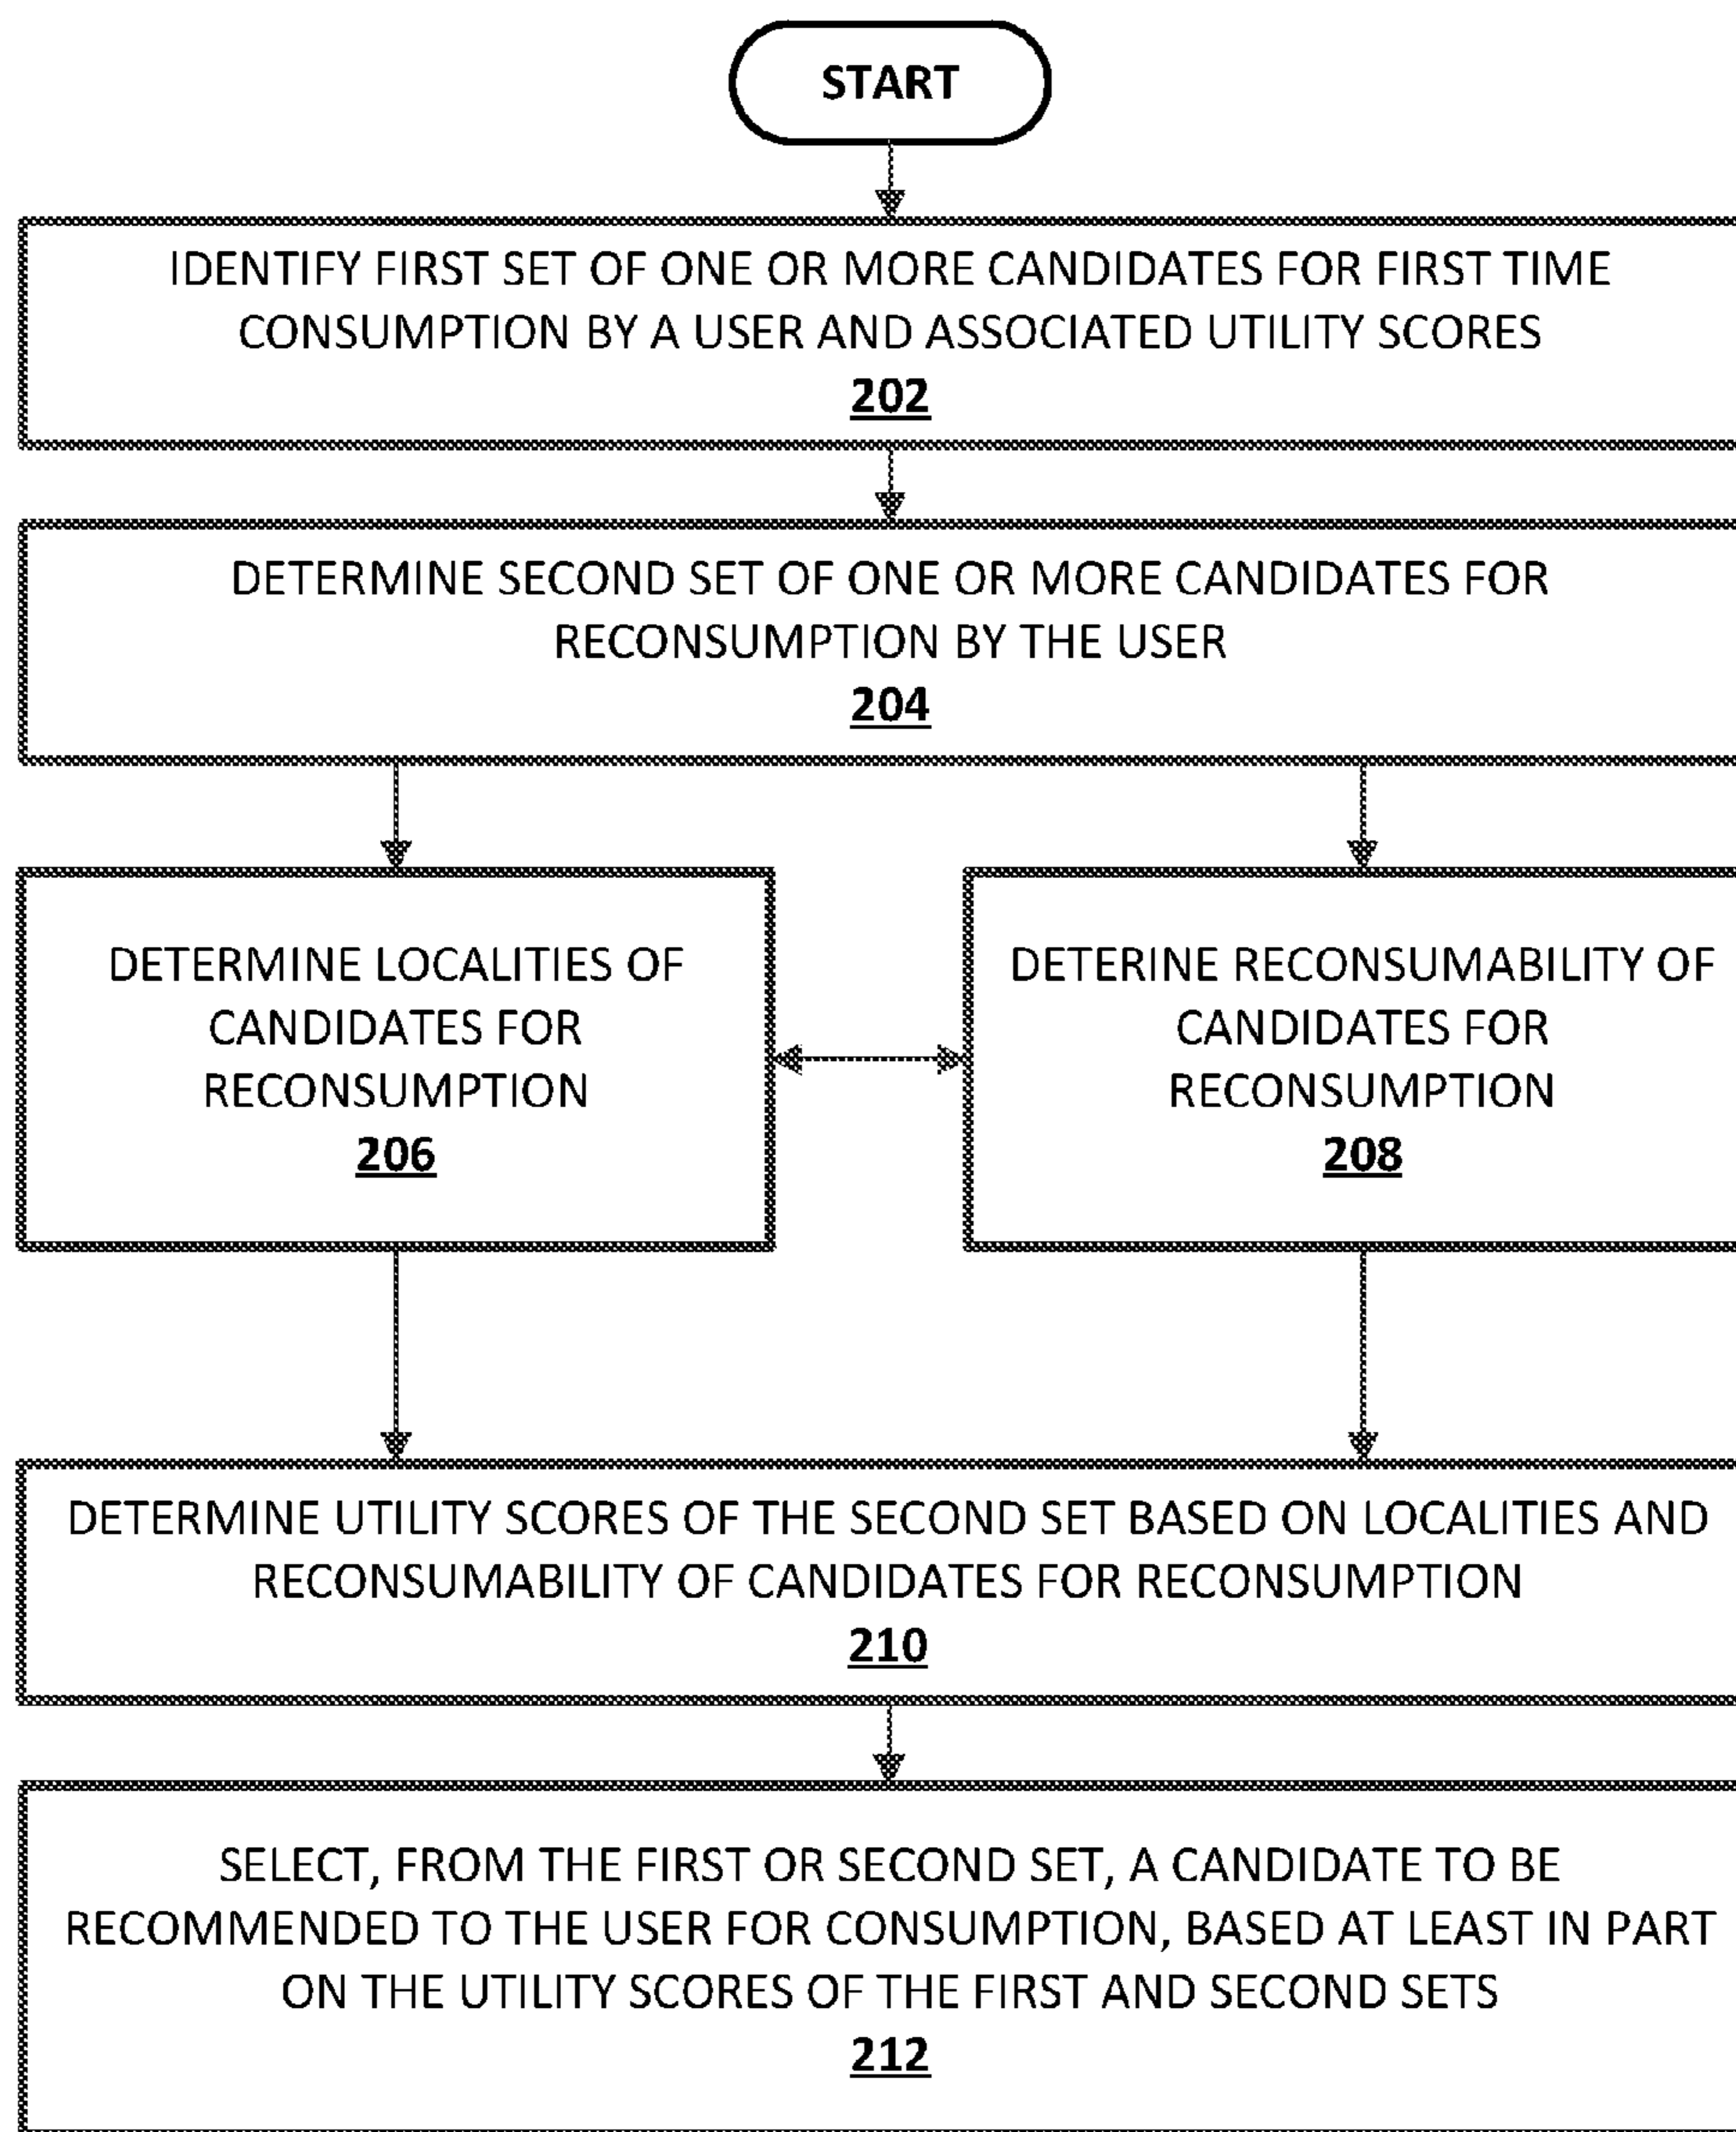 START
IDENTIFY FIRST SET OF ONE OR MORE CANDIDATES FOR FIRST TIME
CONSUMPTION BY A USER AND ASSOCIATED UTILITY SCORES
202
DETERMINE SECOND SET OF ONE OR MORE CANDIDATES FOR
RECONSUMPTION BY THE USER
204
DETERMINE LOCALITIES OF
CANDIDATES FOR
RECONSUMPTION
206
DETERINE RECONSUMABILITY OF
CANDIDATES FOR
RECONSUMPTION
208
DETERMINE UTILITY SCORES OF THE SECOND SET BASED ON LOCALITIES AND
RECONSUMABILITY OF CANDIDATES FOR RECONSUMPTION
210
SELECT, FROM THE FIRST OR SECOND SET, A CANDIDATE TO BE
RECOMMENDED TO THE USER FOR CONSUMPTION, BASED AT LEAST IN PART
ON THE UTILITY SCORES OF THE FIRST AND SECOND SETS
212